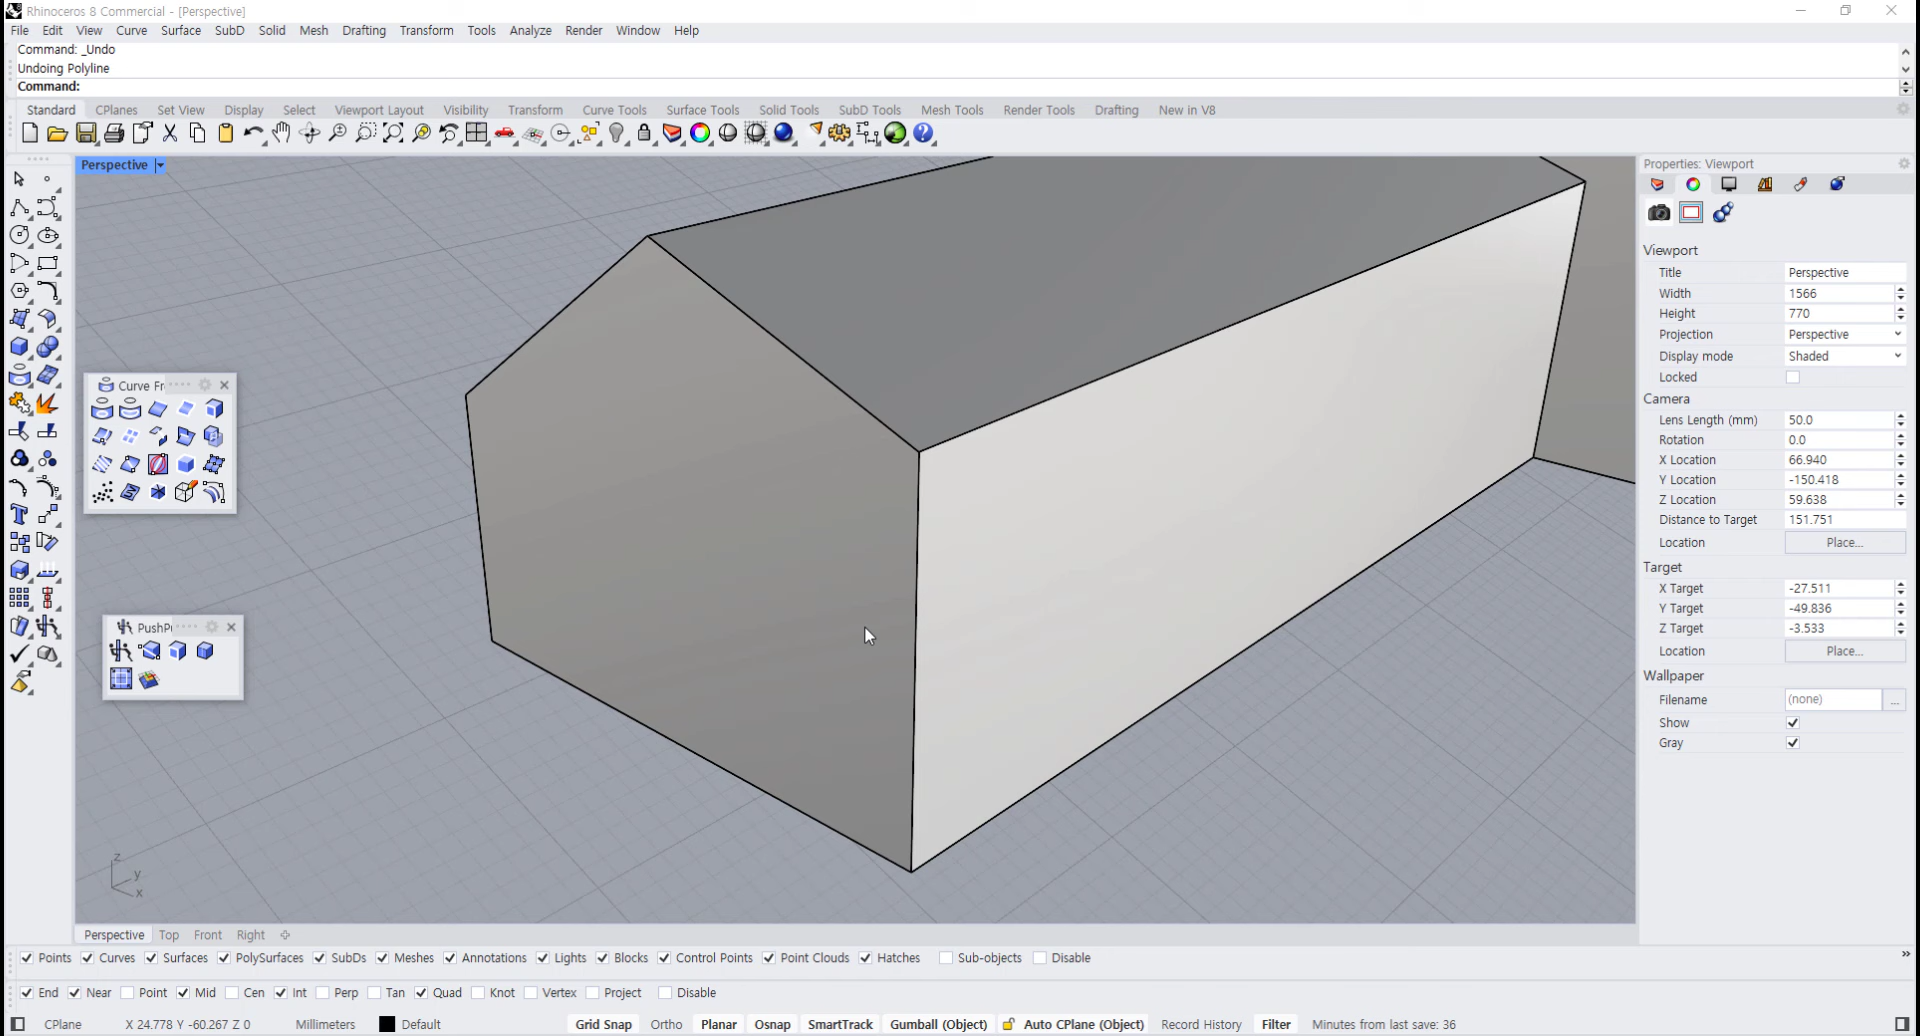 Rhinoceros 8 Commercial - [Perspective]
File Edit View Curve Surface SubD Solid Mesh Drafting Transform Tools Analyze Render Window Help
Command: _Undo
Undoing Polyline
Command:
Standard CPlanes Set View Display Select Viewport Layout Visibility Transform Curve Tools Surface Tools Solid Tools SubD Tools Mesh Tools Render Tools Drafting New in V8
Perspective
Properties: Viewport
Viewport
Title Perspective
Width 1566
Height 770
Projection Perspective
Display mode Shaded
Locked
Camera
Lens Length (mm) 50.0
Rotation 0.0
X Location 66.940
Y Location -150.418
Z Location 59.638
Distance to Target 151.751
Location Place...
Target
X Target -27.511
Y Target -49.836
Z Target -3.533
Location Place...
Wallpaper
Filename (none) ...
Show
Gray
Curve Fr
PushPu
z
y
x
Perspective Top Front Right
Points Curves Surfaces PolySurfaces SubDs Meshes Annotations Lights Blocks Control Points Point Clouds Hatches Sub-objects Disable
End Near Point Mid Cen Int Perp Tan Quad Knot Vertex Project Disable
CPlane X 24.778 Y -60.267 Z 0 Millimeters Default Grid Snap Ortho Planar Osnap SmartTrack Gumball (Object) Auto CPlane (Object) Record History Filter Minutes from last save: 36